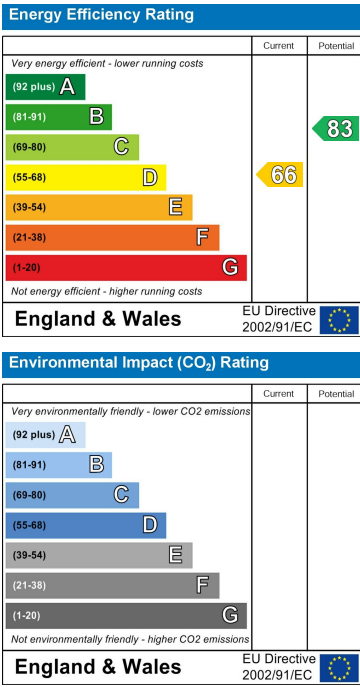 Energy Efficiency Rating
Current Potential
Very energy efficient - lower running costs
(92 plus) A
(81-91) B
(69-80) C
(55-68) D
(39-54) E
(21-38) F
(1-20) G
66
83
Not energy efficient - higher running costs
England & Wales
EU Directive
2002/91/EC
Environmental Impact (CO₂) Rating
Current Potential
Very environmentally friendly - lower CO2 emissions
(92 plus) A
(81-91) B
(69-80) C
(55-68) D
(39-54) E
(21-38) F
(1-20) G
Not environmentally friendly - higher CO2 emissions
England & Wales
EU Directive
2002/91/EC